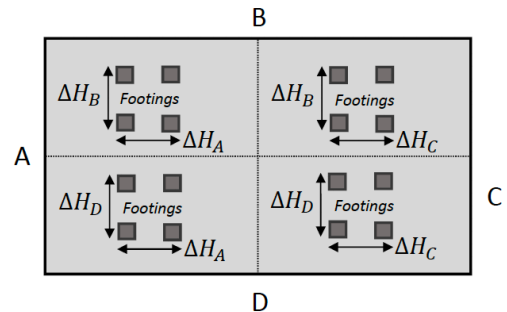 B
ΔH_B Footings ΔH_B Footings
ΔH_A ΔH_C
A
ΔH_D Footings ΔH_D Footings
C
ΔH_A ΔH_C
D